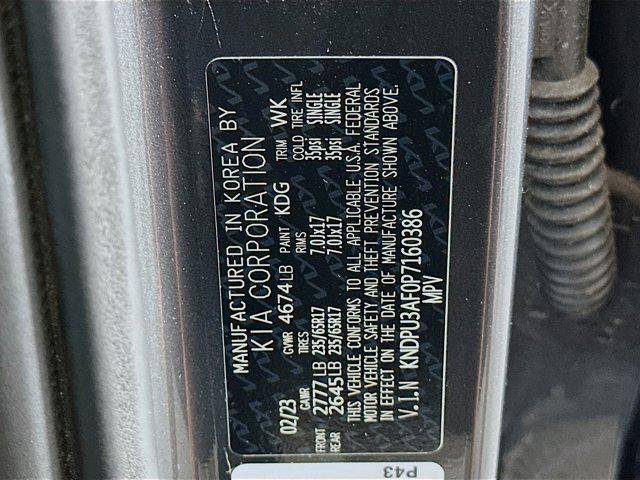 MANUFACTURED IN KOREA BY
KIA CORPORATION
02/23 GVWR 4674LB PAINT KDG TRIM WK
GAWR TIRES RIMS COLD TIRE INFL
FRONT 2777LB 235/65R17 7.0Jx17 35psi SINGLE
REAR 2645LB 235/65R17 7.0Jx17 35psi SINGLE
THIS VEHICLE CONFORMS TO ALL APPLICABLE U.S.A. FEDERAL
MOTOR VEHICLE SAFETY AND THEFT PREVENTION STANDARDS
IN EFFECT ON THE DATE OF MANUFACTURE SHOWN ABOVE.
V.I.N KNDPU3AF0P7160386
MPV
P43